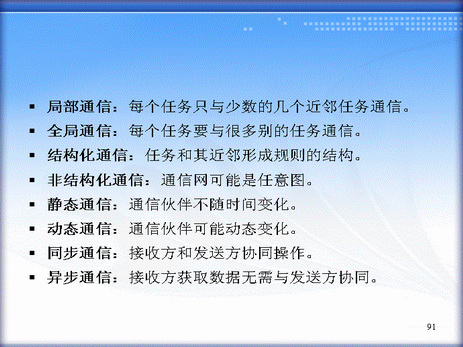 ▪ 局部通信：每个任务只与少数的几个近邻任务通信。
▪ 全局通信：每个任务要与很多别的任务通信。
▪ 结构化通信：任务和其近邻形成规则的结构。
▪ 非结构化通信：通信网可能是任意图。
▪ 静态通信：通信伙伴不随时间变化。
▪ 动态通信：通信伙伴可能动态变化。
▪ 同步通信：接收方和发送方协同操作。
▪ 异步通信：接收方获取数据无需与发送方协同。
91